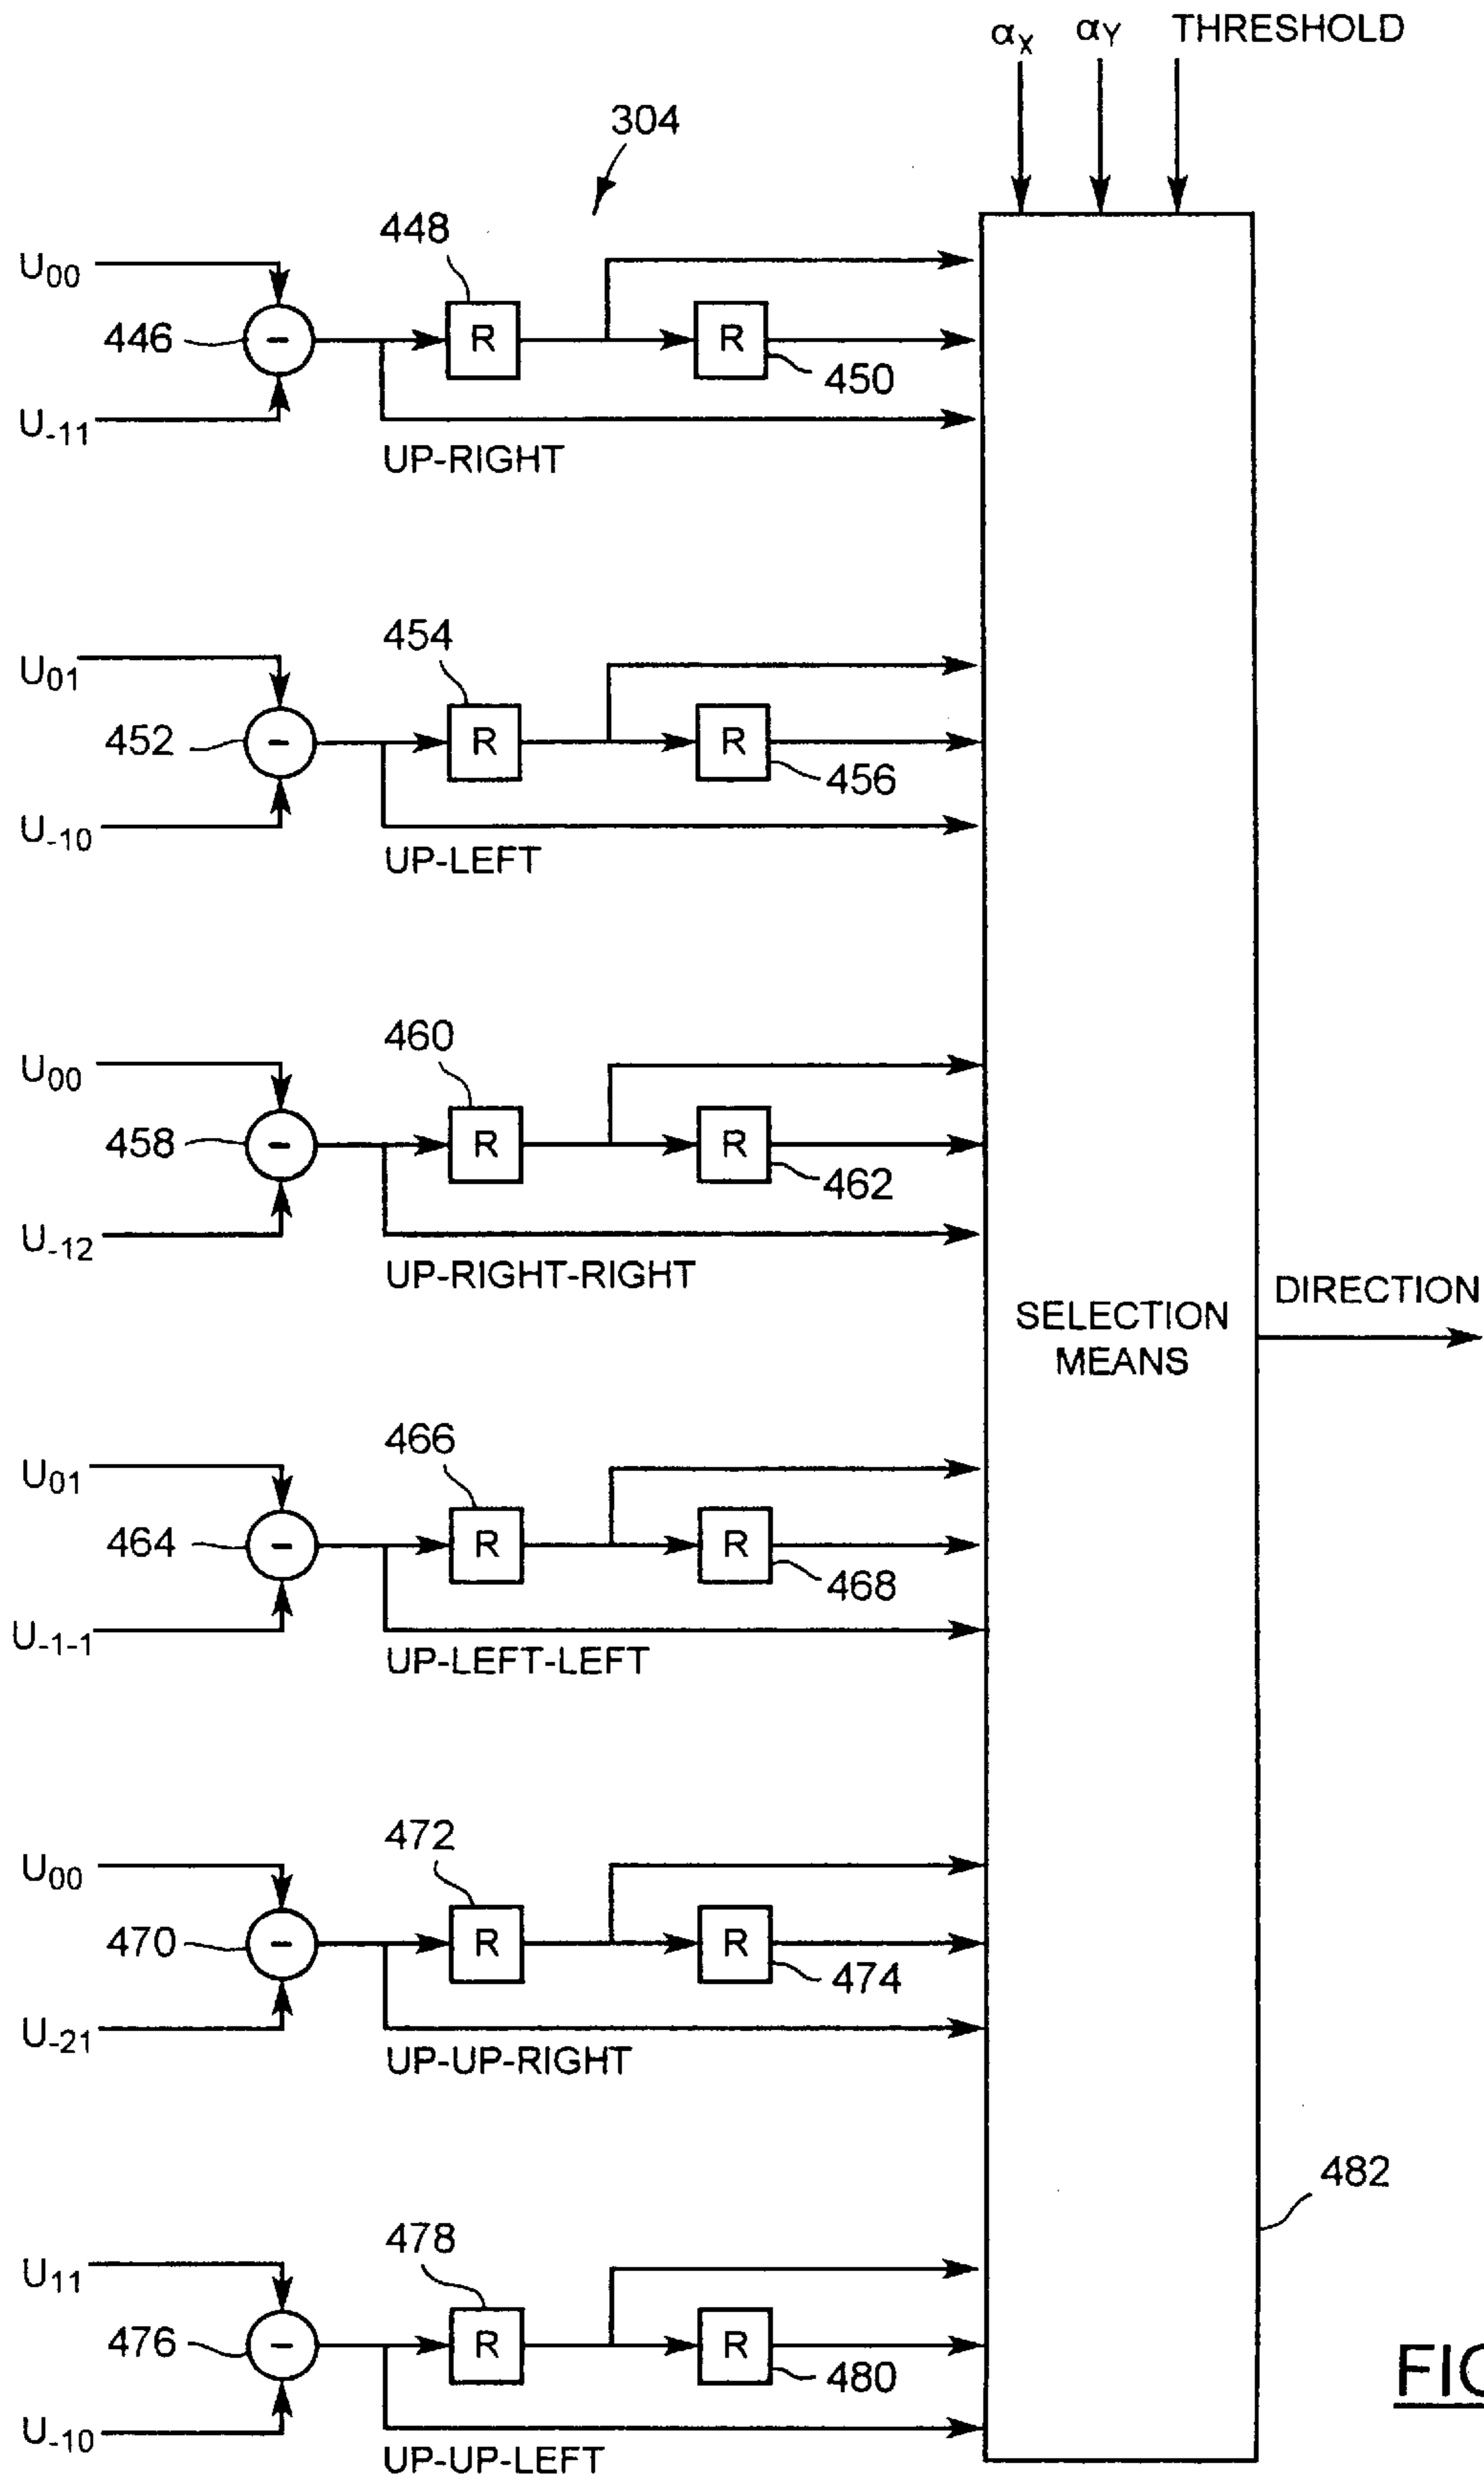 αX αY THRESHOLD
304
448
U00
446 - R R
450
U-11
UP-RIGHT
454
U01
452 - R R
456
U-10
UP-LEFT
460
U00
458 - R R
462
U-12
UP-RIGHT-RIGHT
SELECTION
MEANS
DIRECTION
466
U01
464 - R R
468
U-1-1
UP-LEFT-LEFT
472
U00
470 - R R
474
U-21
UP-UP-RIGHT
482
478
U11
476 - R R
480
U-10
UP-UP-LEFT